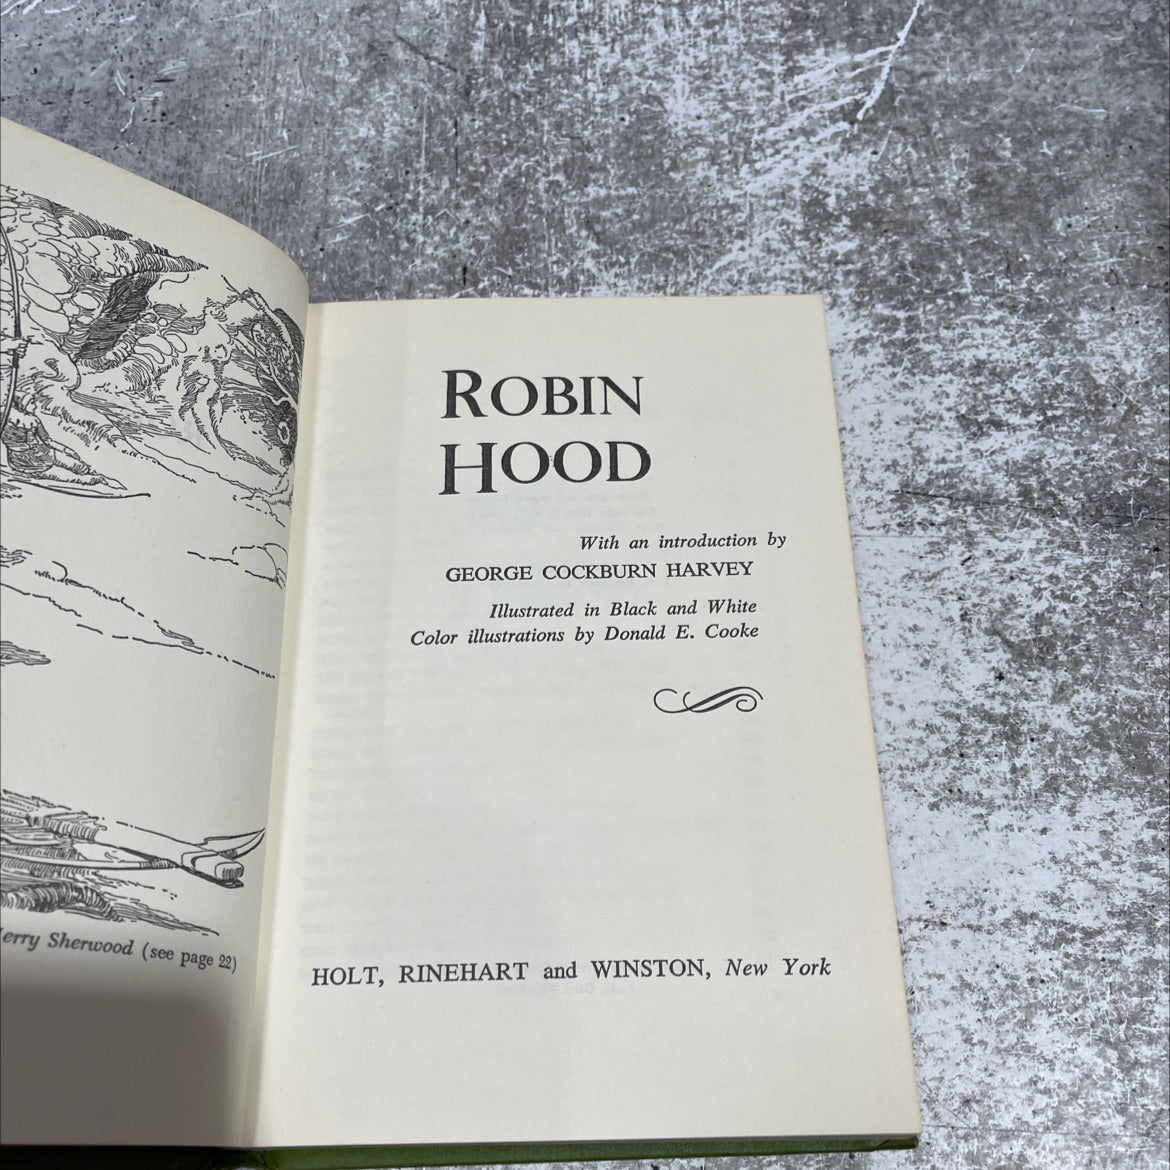 erry Sherwood (see page 22)
ROBIN
HOOD
With an introduction by
GEORGE COCKBURN HARVEY
Illustrated in Black and White
Color illustrations by Donald E. Cooke
HOLT, RINEHART and WINSTON, New York